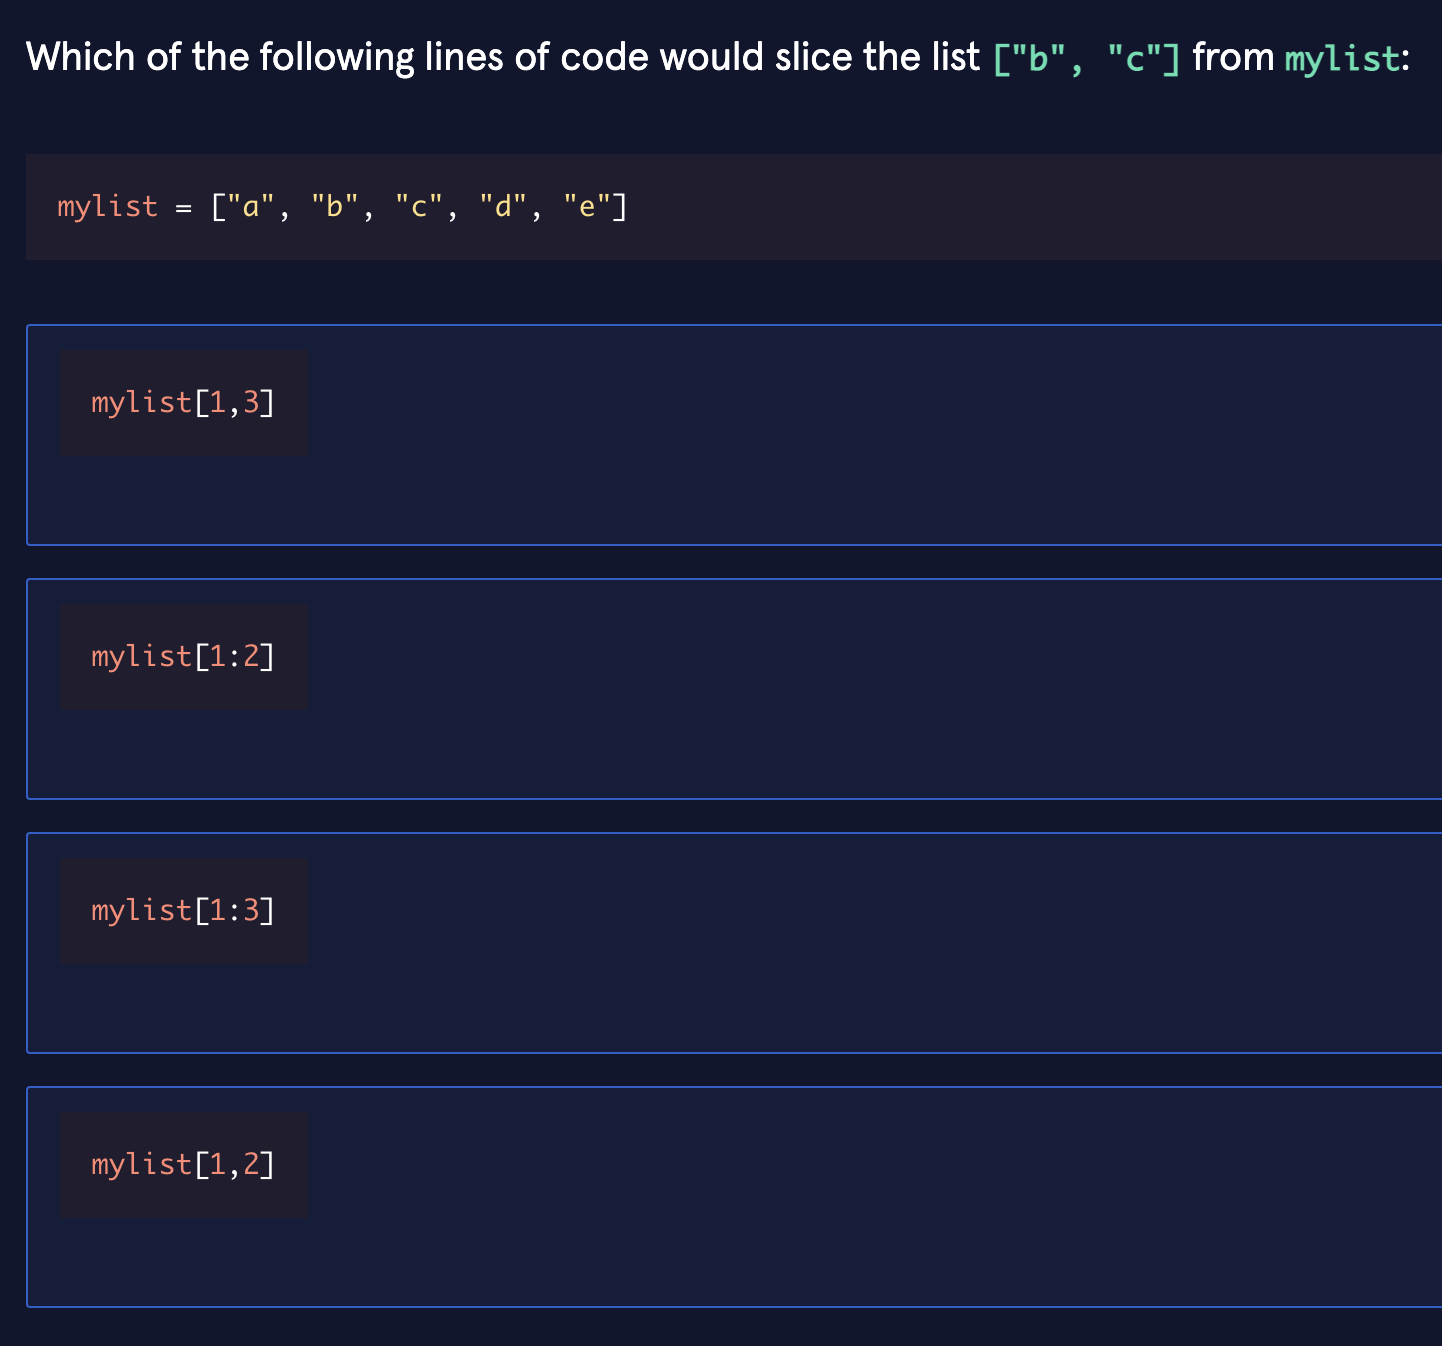 Which of the following lines of code would slice the list ["b", "c"] from mylist:
mylist = ["a", "b", "c", "d", "e"]
mylist[1,3]
mylist[1:2]
mylist[1:3]
mylist[1,2]